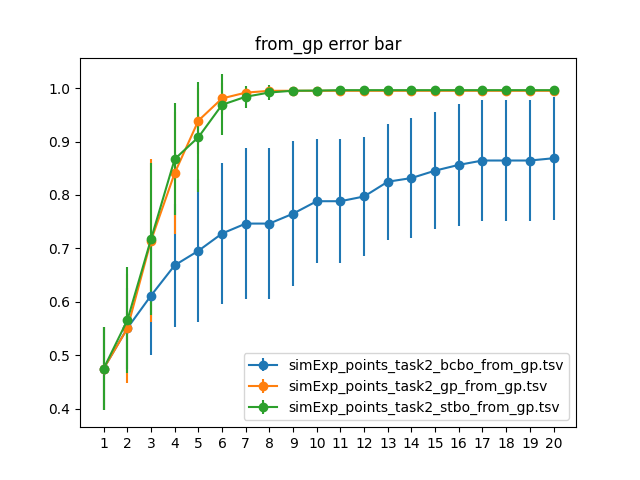 from_gp error bar
1.0
0.9
0.8
0.7
0.6
0.5
0.4
simExp_points_task2_bcbo_from_gp.tsv
simExp_points_task2_gp_from_gp.tsv
simExp_points_task2_stbo_from_gp.tsv
1 2 3 4 5 6 7 8 9 10 11 12 13 14 15 16 17 18 19 20